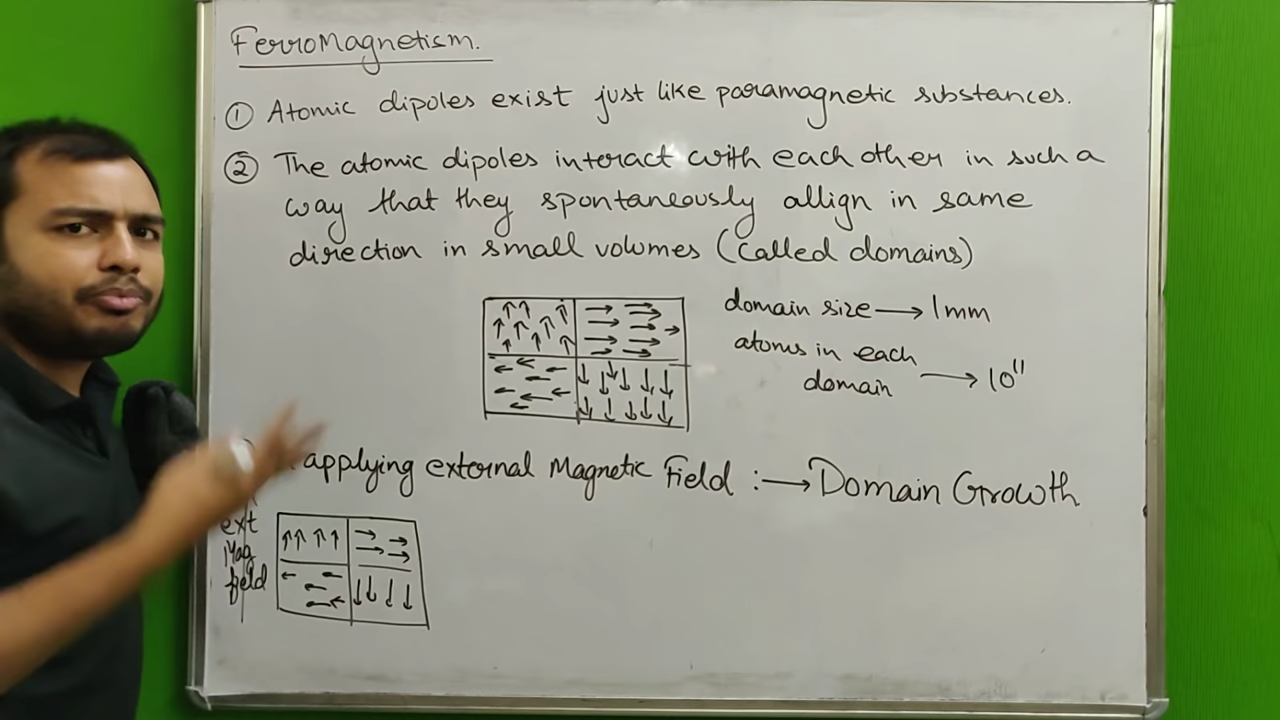 FerroMagnetism.
① Atomic dipoles exist just like paramagnetic substances.
② The atomic dipoles interact with each other in such a
way that they spontaneously allign in same
direction in small volumes (called domains)
domain size → 1mm
atoms in each
domain → 10¹¹
applying external Magnetic Field :→ Domain Growth
ext
Mag
field